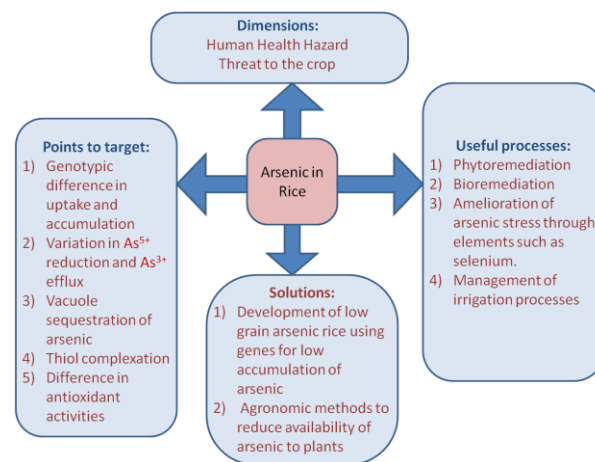 Dimensions:
Human Health Hazard
Threat to the crop
Points to target:
1) Genotypic
difference in
uptake and
accumulation
2) Variation in As⁵⁺
reduction and As³⁺
efflux
3) Vacuole
sequestration of
arsenic
4) Thiol complexation
5) Difference in
antioxidant
activities
Arsenic in
Rice
Useful processes:
1) Phytoremediation
2) Bioremediation
3) Amelioration of
arsenic stress through
elements such as
selenium.
4) Management of
irrigation processes
Solutions:
1) Development of low
grain arsenic rice using
genes for low
accumulation of
arsenic
2) Agronomic methods to
reduce availability of
arsenic to plants